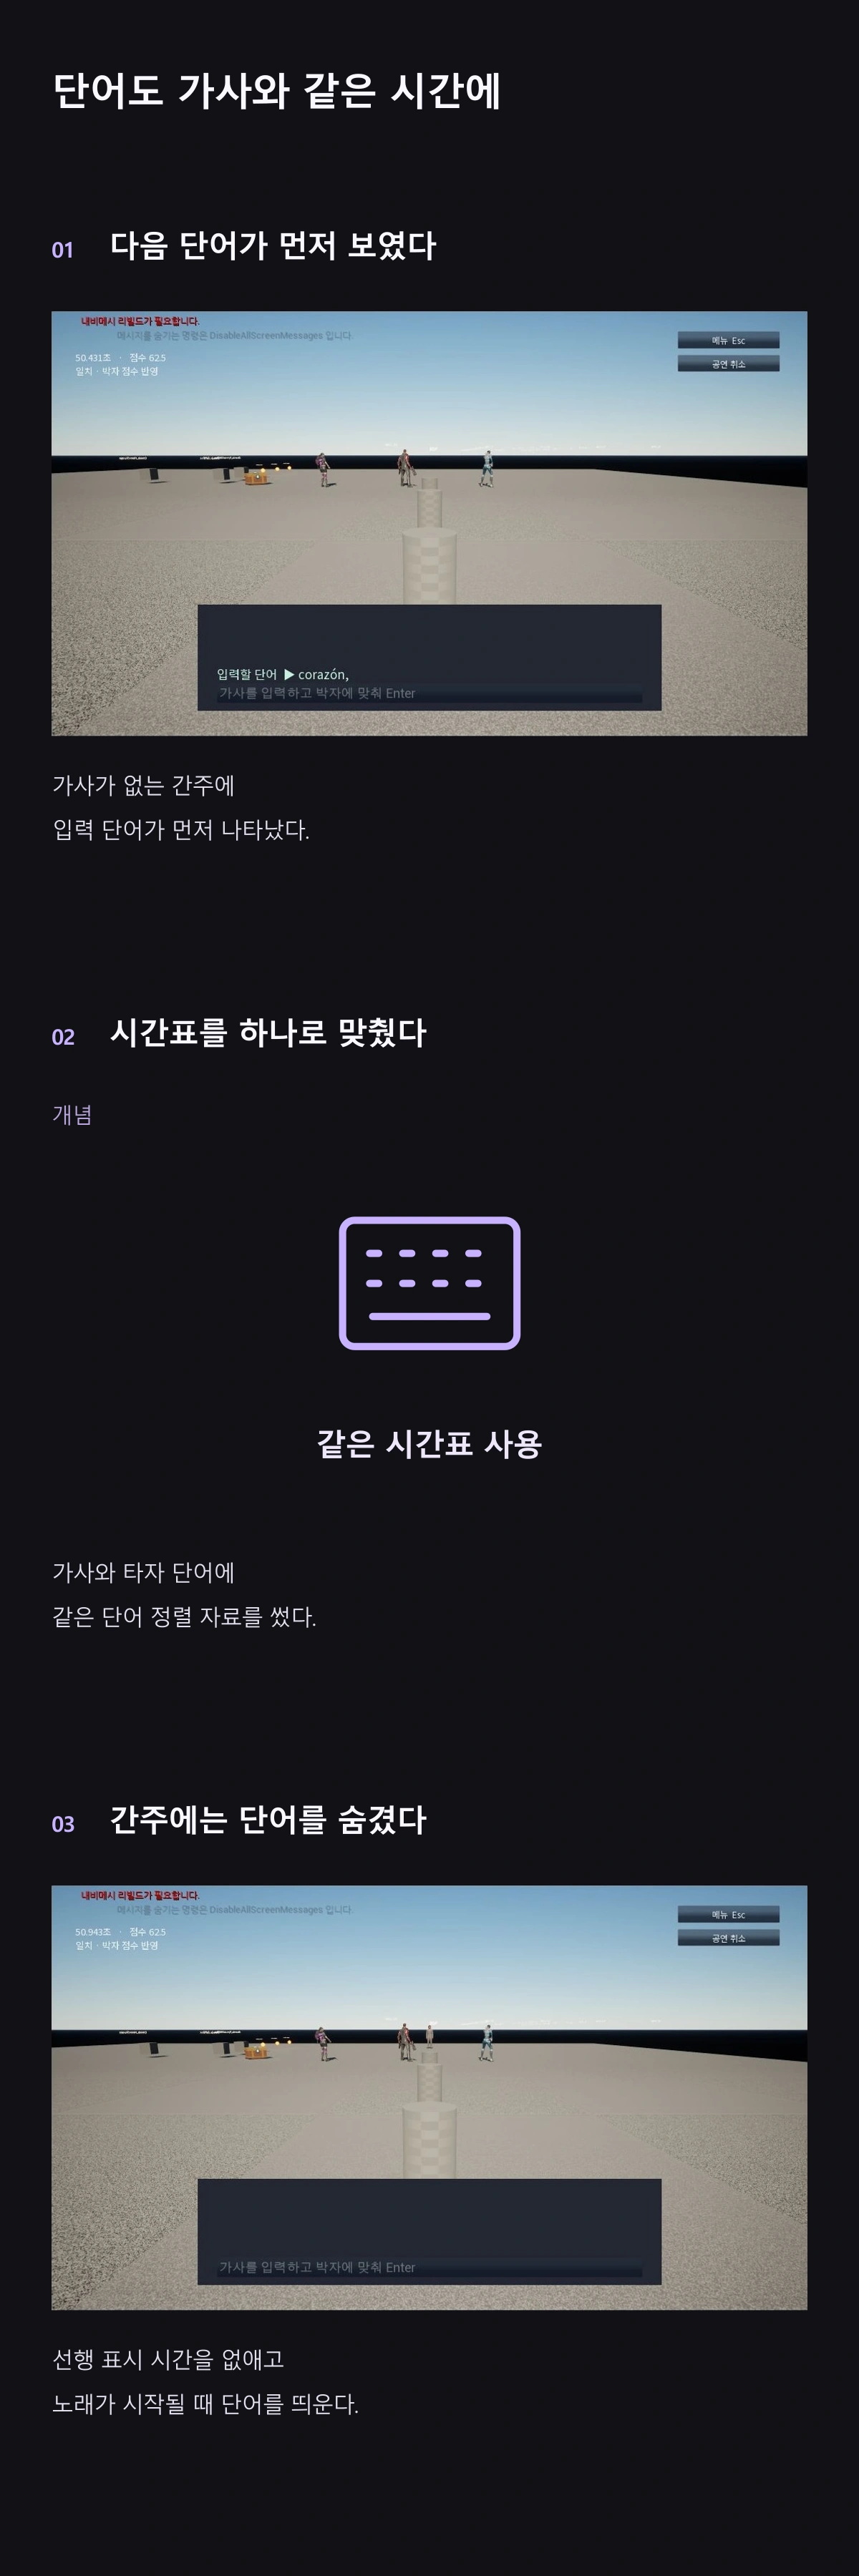 단어도 가사와 같은 시간에
01 다음 단어가 먼저 보였다
내비메시 리빌드가 필요합니다.
메시지를 숨기는 명령은 DisableAllScreenMessages 입니다.
50.431초 · 점수 62.5
일치 · 박자 점수 반영
메뉴 Esc
공연 취소
입력할 단어 ▶ corazón,
가사를 입력하고 박자에 맞춰 Enter
가사가 없는 간주에
입력 단어가 먼저 나타났다.
02 시간표를 하나로 맞췄다
개념
같은 시간표 사용
가사와 타자 단어에
같은 단어 정렬 자료를 썼다.
03 간주에는 단어를 숨겼다
내비메시 리빌드가 필요합니다.
메시지를 숨기는 명령은 DisableAllScreenMessages 입니다.
50.943초 · 점수 62.5
일치 · 박자 점수 반영
메뉴 Esc
공연 취소
가사를 입력하고 박자에 맞춰 Enter
선행 표시 시간을 없애고
노래가 시작될 때 단어를 띄운다.